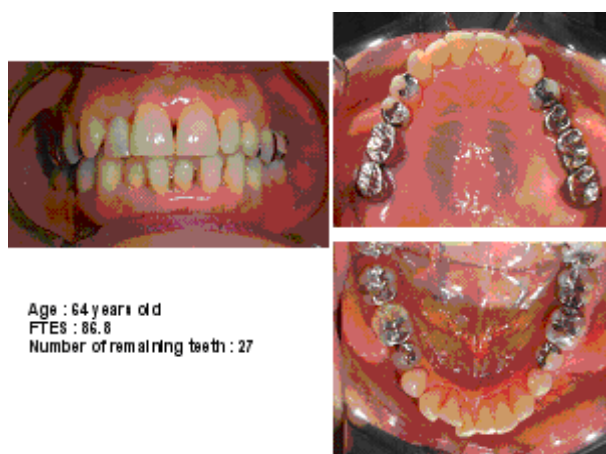 Age : 64 years old
FTES : 86.8
Number of remaining teeth : 27